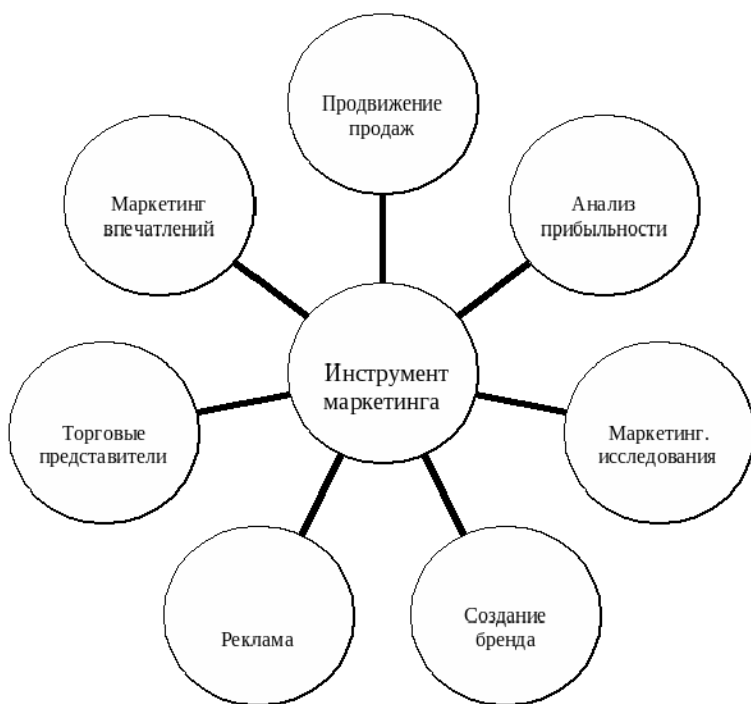 Продвижение
продаж
Маркетинг
впечатлений
Анализ
прибыльности
Инструмент
маркетинга
Торговые
представители
Маркетинг.
исследования
Реклама
Создание
бренда